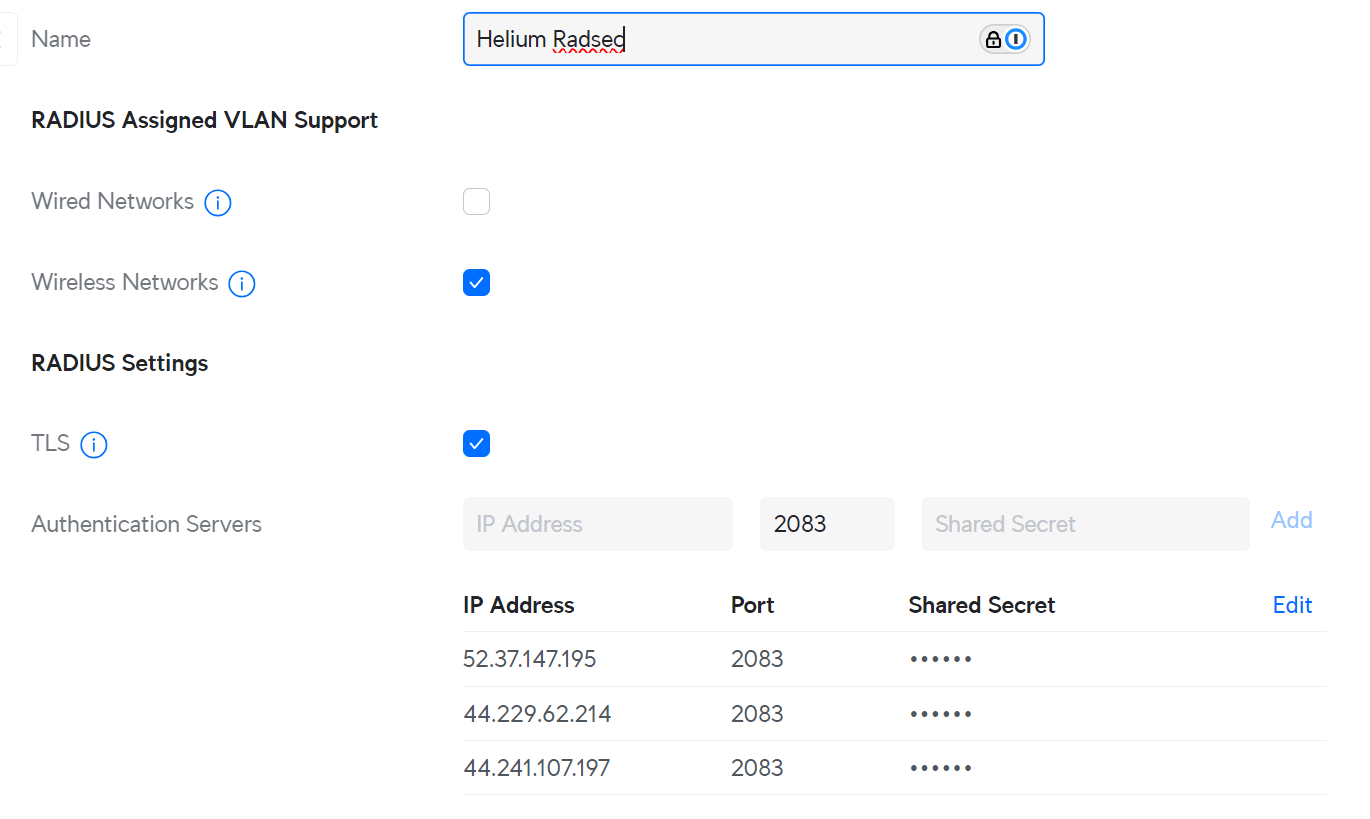 Name
Helium Radsec
RADIUS Assigned VLAN Support
Wired Networks
Wireless Networks
RADIUS Settings
TLS
Authentication Servers
IP Address 2083 Shared Secret Add
IP Address Port Shared Secret Edit
52.37.147.195 2083 ••••••
44.229.62.214 2083 ••••••
44.241.107.197 2083 ••••••